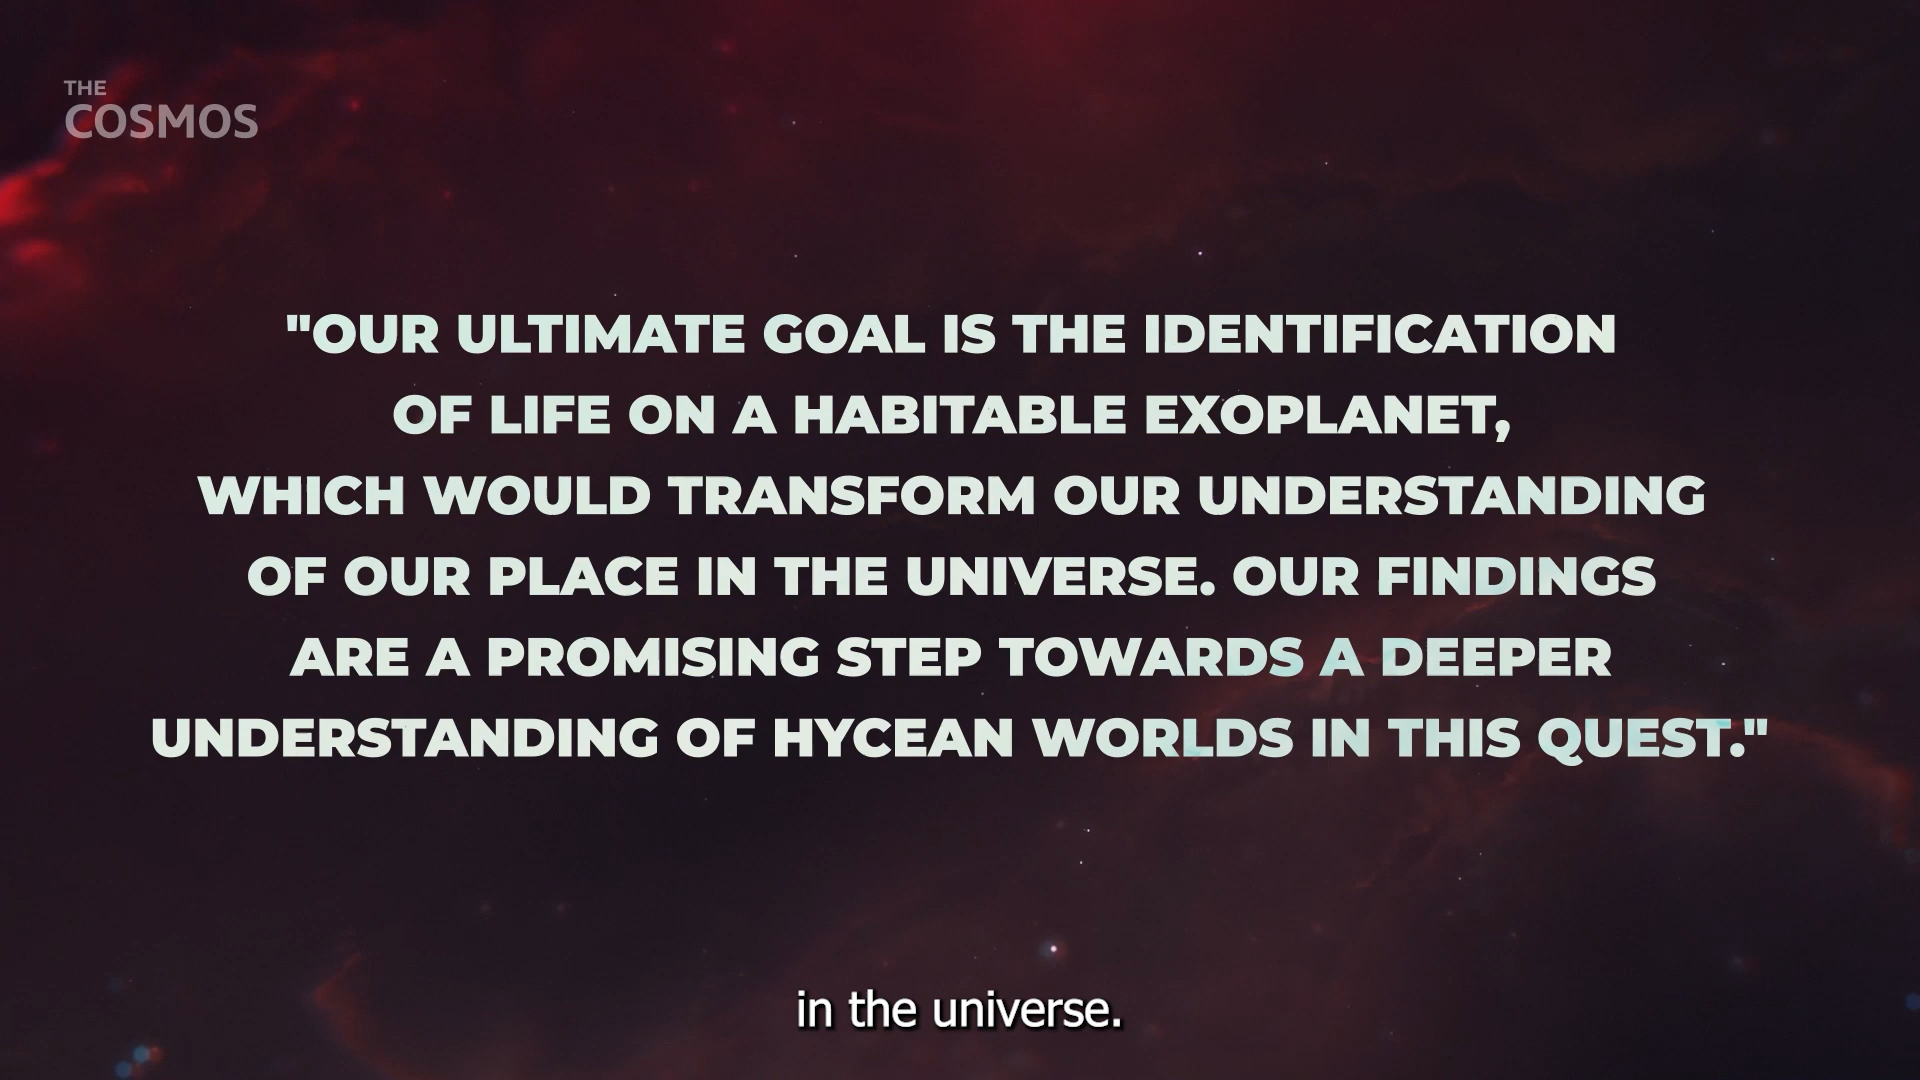 THE
COSMOS
"OUR ULTIMATE GOAL IS THE IDENTIFICATION
OF LIFE ON A HABITABLE EXOPLANET,
WHICH WOULD TRANSFORM OUR UNDERSTANDING
OF OUR PLACE IN THE UNIVERSE. OUR FINDINGS
ARE A PROMISING STEP TOWARDS A DEEPER
UNDERSTANDING OF HYCEAN WORLDS IN THIS QUEST."
in the universe.